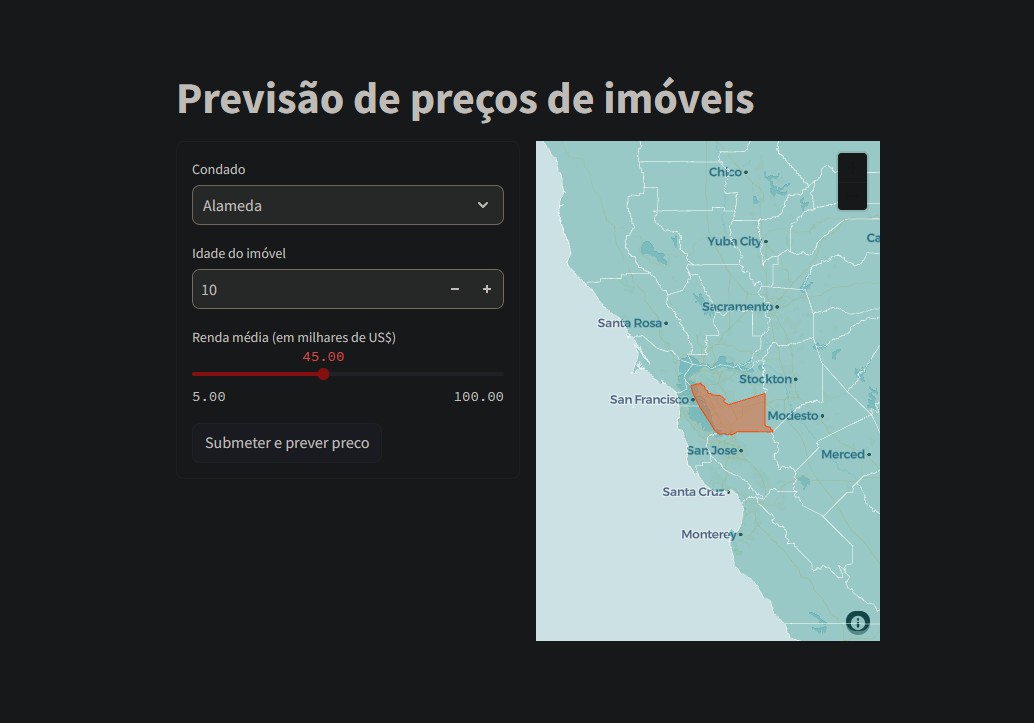 Previsão de preços de imóveis
Condado
Alameda
Idade do imóvel
10
Renda média (em milhares de US$)
45.00
5.00
100.00
Submeter e prever preco
Chico
Yuba City
Ca
Sacramento
Santa Rosa
Stockton
San Francisco
Modesto
San Jose
Merced
Santa Cruz
Monterey